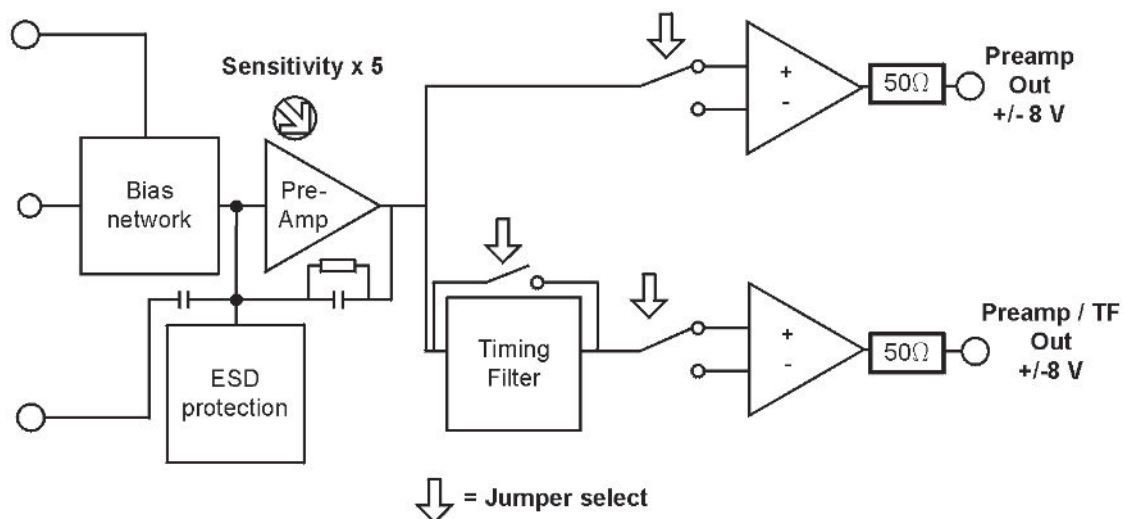 Sensitivity x 5
Bias
network
Pre-
Amp
ESD
protection
Timing
Filter
+
-
50Ω
Preamp
Out
+/- 8 V
+
-
50Ω
Preamp / TF
Out
+/-8 V
= Jumper select